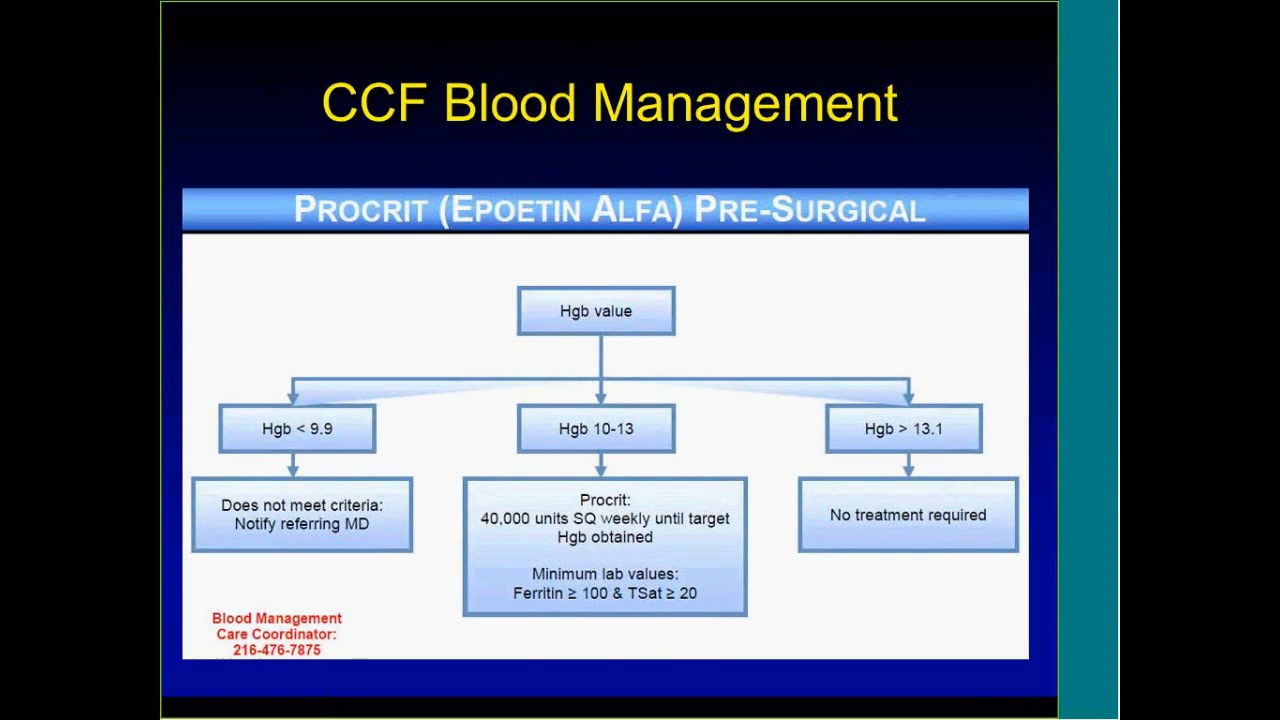 CCF Blood Management
PROCRIT (EPOETIN ALFA) PRE-SURGICAL
Hgb value
Hgb < 9.9
Hgb 10-13
Hgb > 13.1
Does not meet criteria:
Notify referring MD
Procrit:
40,000 units SQ weekly until target
Hgb obtained
Minimum lab values:
Ferritin ≥ 100 & TSat ≥ 20
No treatment required
Blood Management
Care Coordinator:
216-476-7875